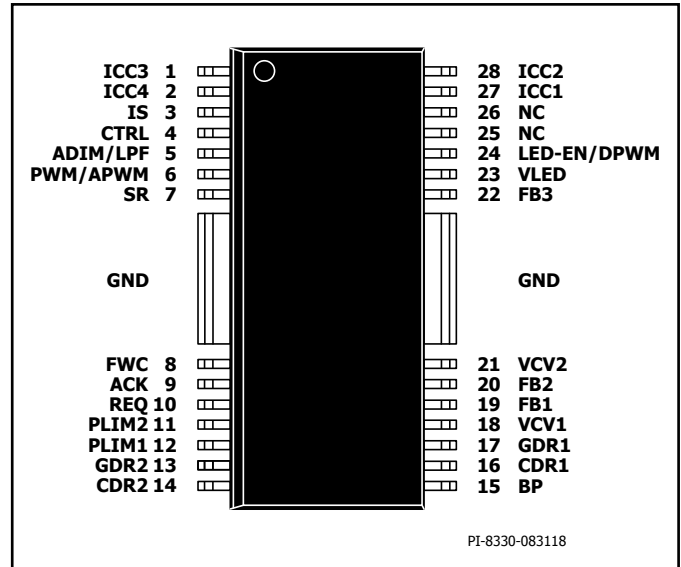 ICC3 1 28 ICC2
ICC4 2 27 ICC1
IS 3 26 NC
CTRL 4 25 NC
ADIM/LPF 5 24 LED-EN/DPWM
PWM/APWM 6 23 VLED
SR 7 22 FB3
GND GND
FWC 8 21 VCV2
ACK 9 20 FB2
REQ 10 19 FB1
PLIM2 11 18 VCV1
PLIM1 12 17 GDR1
GDR2 13 16 CDR1
CDR2 14 15 BP
PI-8330-083118